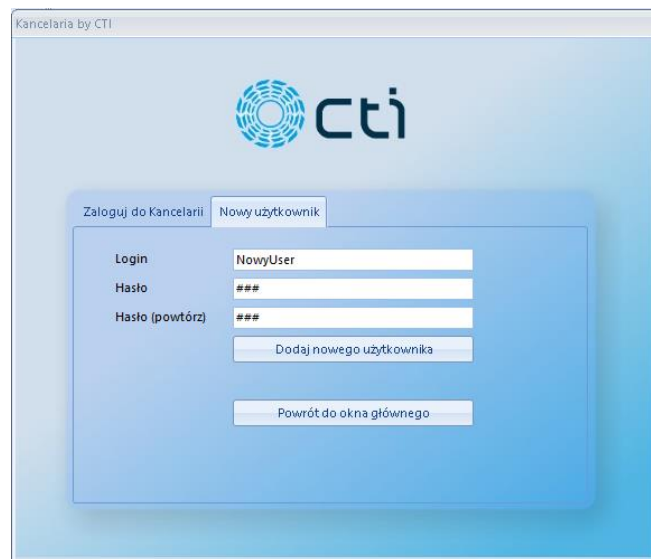 Kancelaria by CTI
cti
Zaloguj do Kancelarii Nowy użytkownik
Login NowyUser
Hasło ###
Hasło (powtórz) ###
Dodaj nowego użytkownika
Powrót do okna głównego